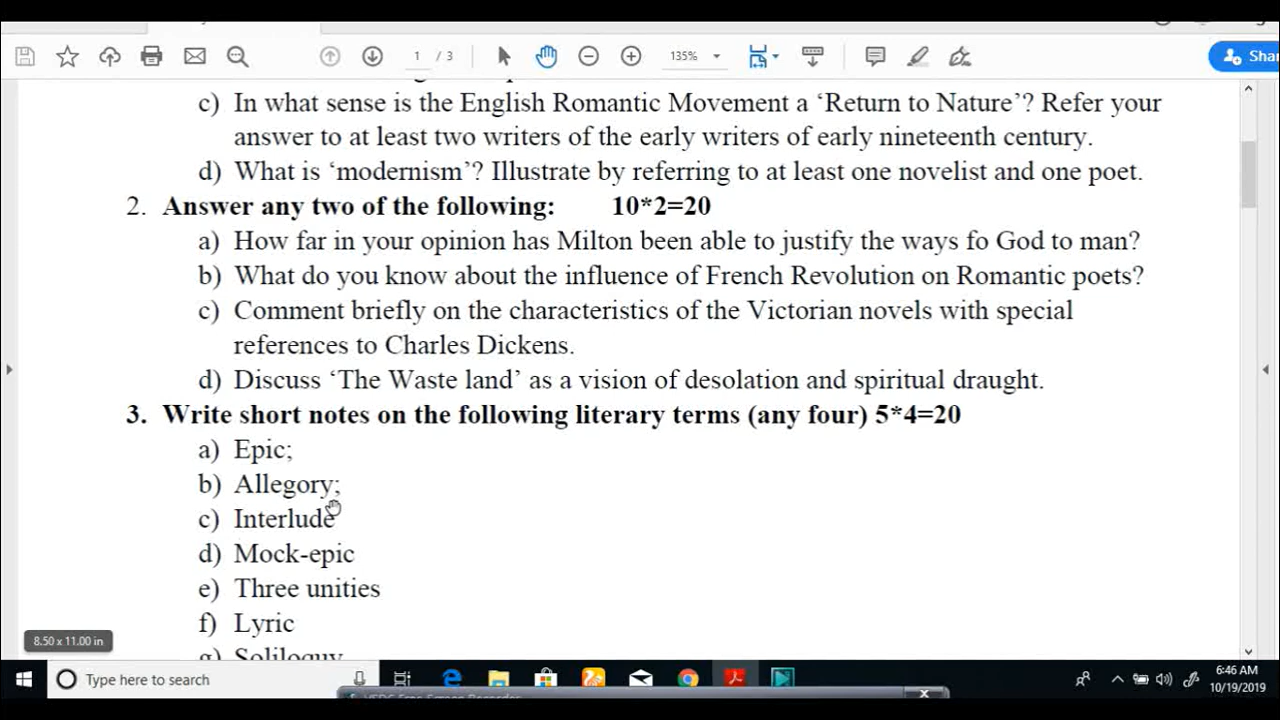 1 / 3
135%
Shar
c) In what sense is the English Romantic Movement a ‘Return to Nature’? Refer your
answer to at least two writers of the early writers of early nineteenth century.
d) What is ‘modernism’? Illustrate by referring to at least one novelist and one poet.
2. Answer any two of the following: 10*2=20
a) How far in your opinion has Milton been able to justify the ways fo God to man?
b) What do you know about the influence of French Revolution on Romantic poets?
c) Comment briefly on the characteristics of the Victorian novels with special
references to Charles Dickens.
d) Discuss ‘The Waste land’ as a vision of desolation and spiritual draught.
3. Write short notes on the following literary terms (any four) 5*4=20
a) Epic;
b) Allegory;
c) Interlude
d) Mock-epic
e) Three unities
f) Lyric
g) Soliloquy
8.50 x 11.00 in
Type here to search
6:46 AM
10/19/2019
Free Screen Recorder